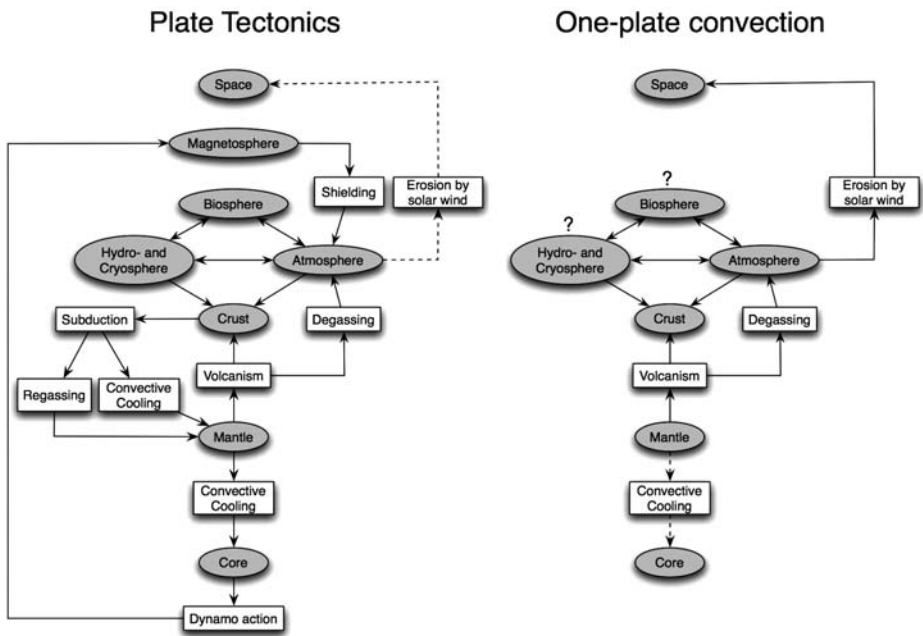 Plate Tectonics
Space
Magnetosphere
Shielding
Erosion by
solar wind
Biosphere
Hydro- and
Cryosphere
Atmosphere
Subduction
Crust
Degassing
Regassing
Convective
Cooling
Volcanism
Mantle
Convective
Cooling
Core
Dynamo action
One-plate convection
Space
Erosion by
solar wind
?
Biosphere
?
Hydro- and
Cryosphere
Atmosphere
Crust
Degassing
Volcanism
Mantle
Convective
Cooling
Core